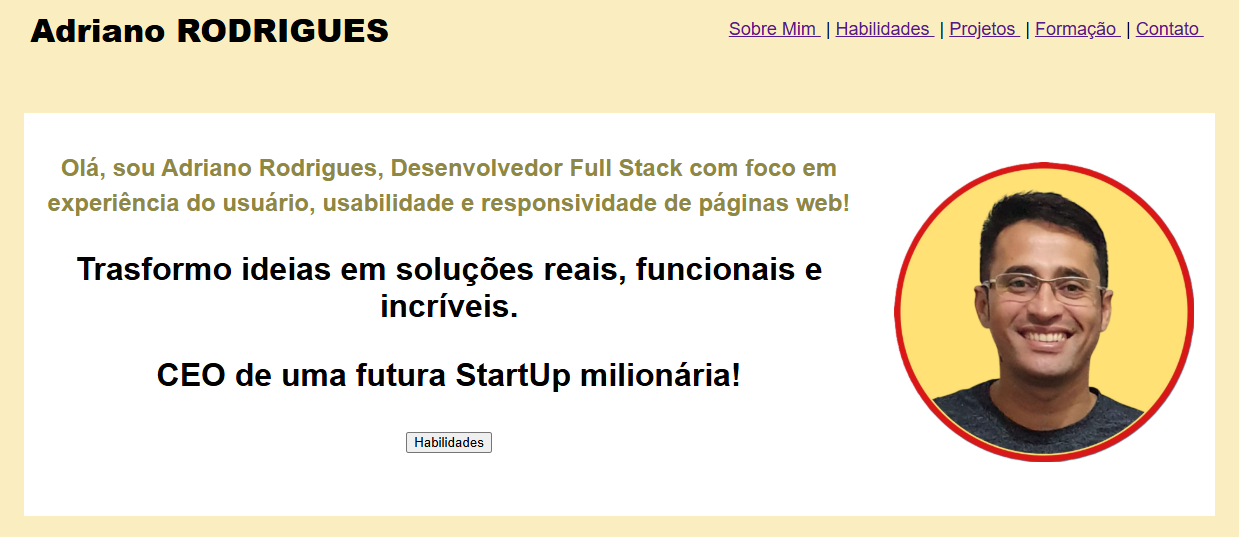 Adriano RODRIGUES
Sobre Mim | Habilidades | Projetos | Formação | Contato
Olá, sou Adriano Rodrigues, Desenvolvedor Full Stack com foco em
experiência do usuário, usabilidade e responsividade de páginas web!
Trasformo ideias em soluções reais, funcionais e
incríveis.
CEO de uma futura StartUp milionária!
Habilidades